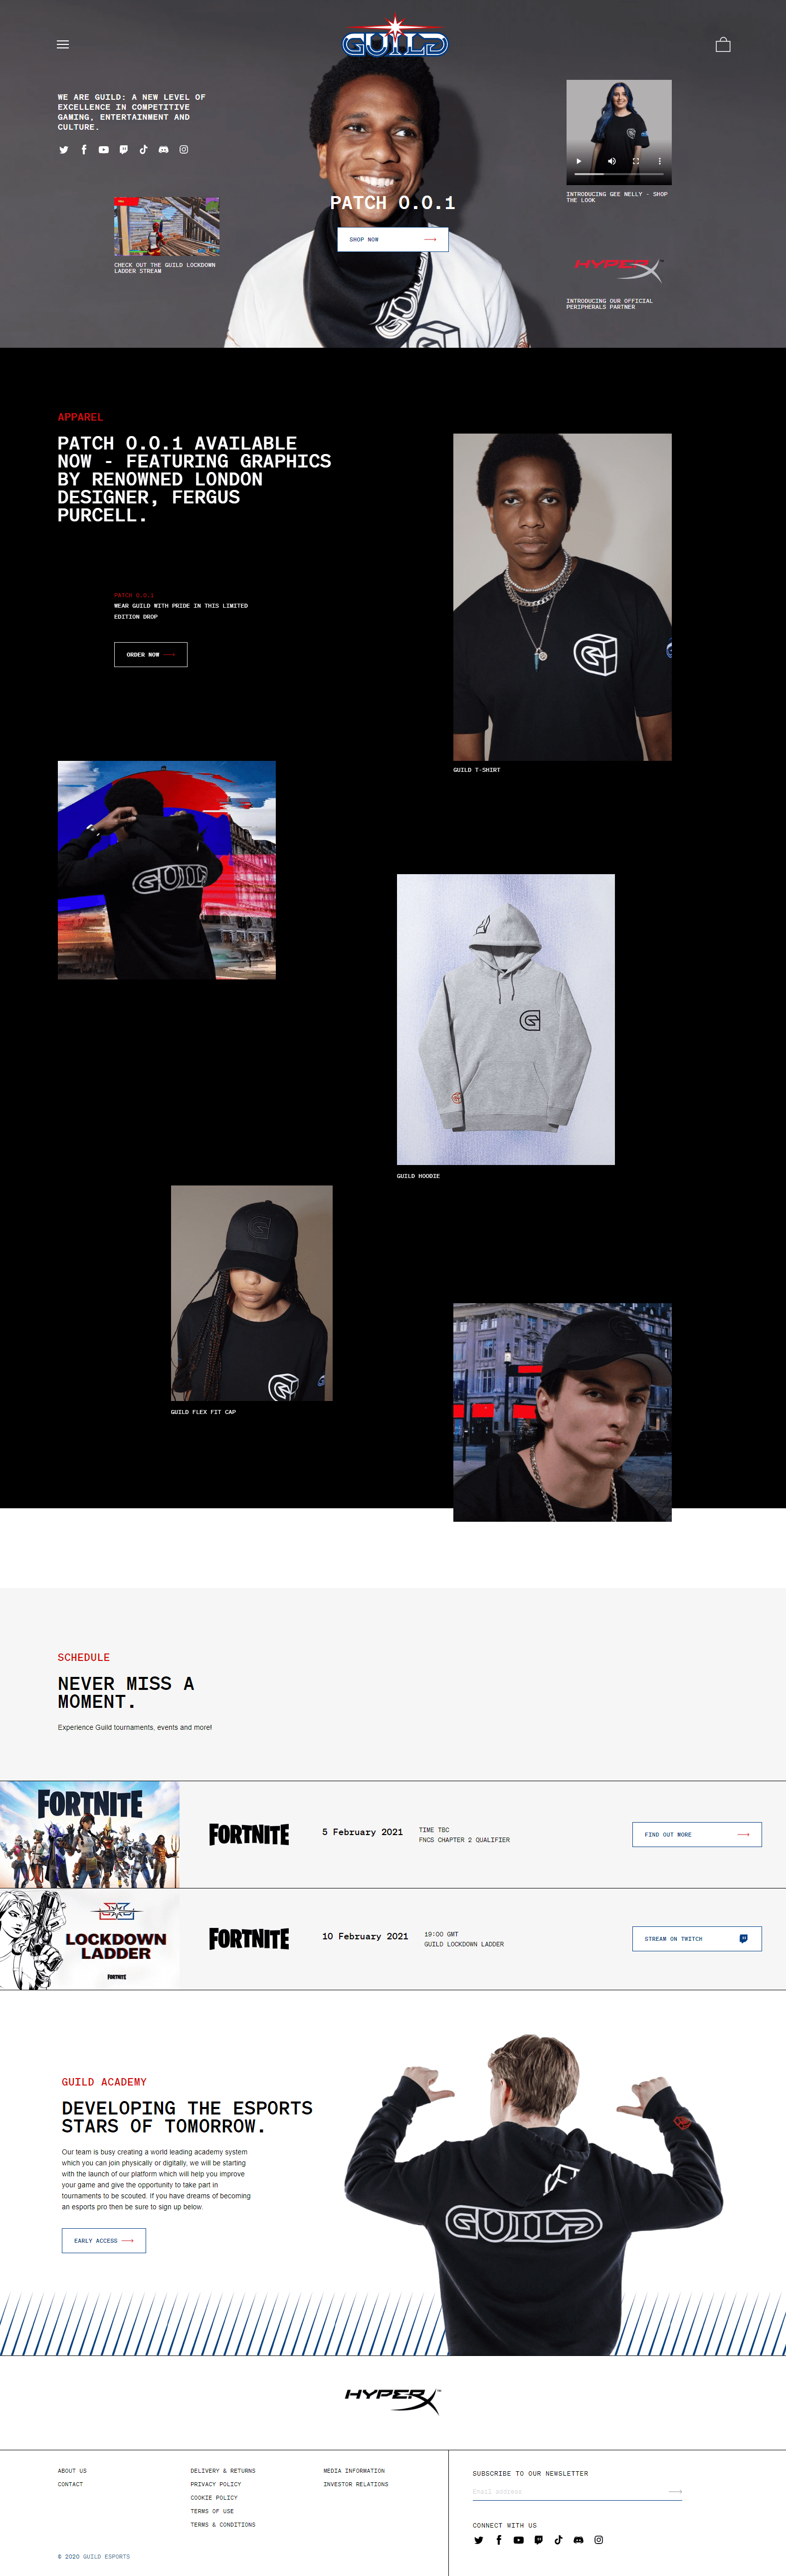 GUILD
WE ARE GUILD: A NEW LEVEL OF
EXCELLENCE IN COMPETITIVE
GAMING, ENTERTAINMENT AND
CULTURE.
CHECK OUT THE GUILD LOCKDOWN
LADDER STREAM
PATCH 0.0.1
SHOP NOW
INTRODUCING GEE NELLY - SHOP
THE LOOK
HYPERX
INTRODUCING OUR OFFICIAL
PERIPHERALS PARTNER
APPAREL
PATCH 0.0.1 AVAILABLE
NOW - FEATURING GRAPHICS
BY RENOWNED LONDON
DESIGNER, FERGUS
PURCELL.
PATCH 0.0.1
WEAR GUILD WITH PRIDE IN THIS LIMITED
EDITION DROP
ORDER NOW
GUILD T-SHIRT
GUILD
GUILD HOODIE
GUILD FLEX FIT CAP
SCHEDULE
NEVER MISS A
MOMENT.
Experience Guild tournaments, events and more!
FORTNITE
FORTNITE
5 February 2021
TIME TBC
FNCS CHAPTER 2 QUALIFIER
FIND OUT MORE
LOCKDOWN
LADDER
FORTNITE
FORTNITE
10 February 2021
19:00 GMT
GUILD LOCKDOWN LADDER
STREAM ON TWITCH
GUILD ACADEMY
DEVELOPING THE ESPORTS
STARS OF TOMORROW.
Our team is busy creating a world leading academy system
which you can join physically or digitally, we will be starting
with the launch of our platform which will help you improve
your game and give the opportunity to take part in
tournaments to be scouted. If you have dreams of becoming
an esports pro then be sure to sign up below.
EARLY ACCESS
GUILD
HYPERX
ABOUT US
CONTACT
DELIVERY & RETURNS
PRIVACY POLICY
COOKIE POLICY
TERMS OF USE
TERMS & CONDITIONS
MEDIA INFORMATION
INVESTOR RELATIONS
SUBSCRIBE TO OUR NEWSLETTER
Email address
CONNECT WITH US
© 2020 GUILD ESPORTS